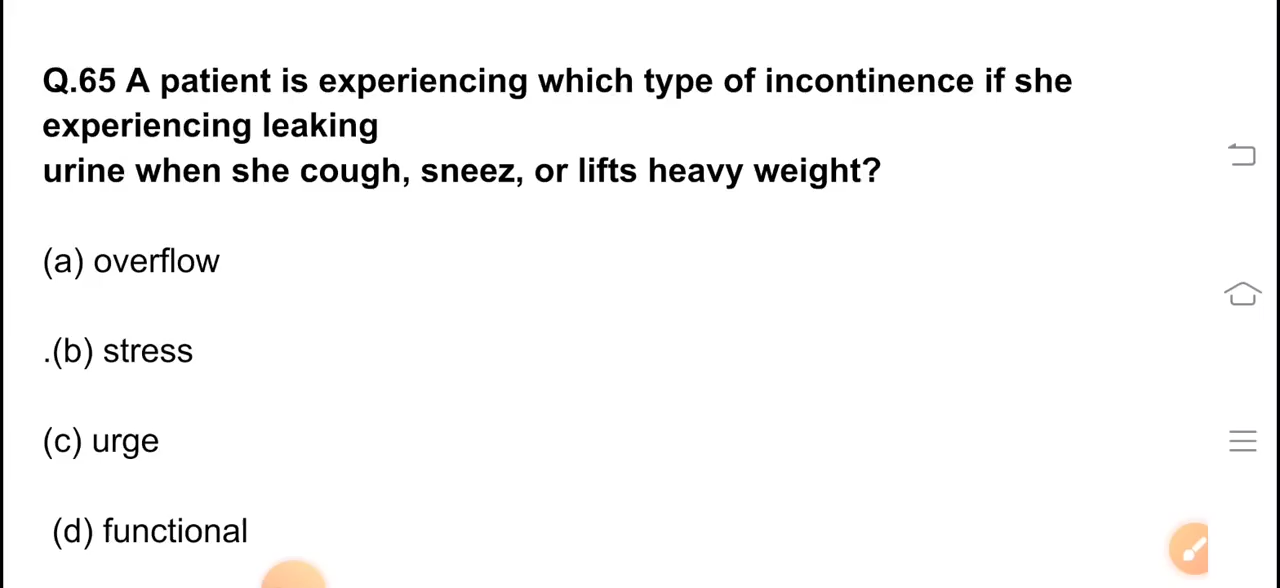 Q.65 A patient is experiencing which type of incontinence if she
experiencing leaking
urine when she cough, sneez, or lifts heavy weight?
(a) overflow
.(b) stress
(c) urge
(d) functional